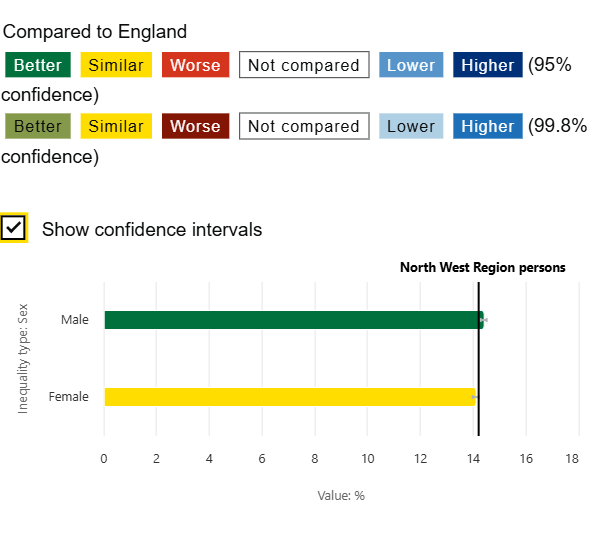 Compared to England
Better Similar Worse Not compared Lower Higher (95%
confidence)
Better Similar Worse Not compared Lower Higher (99.8%
confidence)
Show confidence intervals
North West Region persons
Inequality type: Sex
Male
Female
0 2 4 6 8 10 12 14 16 18
Value: %